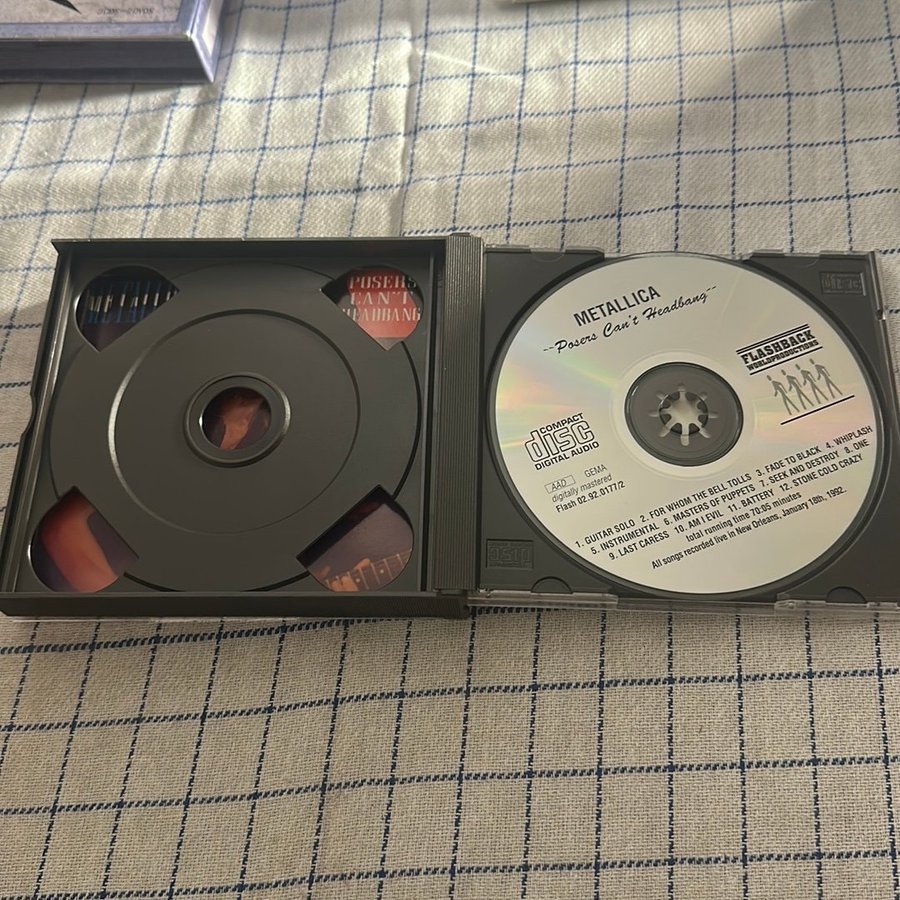 POSERS
CAN'T
HEADBANG
METALLICA
METALLICA
--Posers Can't Headbang--
FLASHBACK
WORLDPRODUCTIONS
COMPACT
disc
DIGITAL AUDIO
AAD GEMA
digitally mastered
Flash 02.92.0177/2
1. GUITAR SOLO 2. FOR WHOM THE BELL TOLLS 3. FADE TO BLACK 4. WHIPLASH
5. INSTRUMENTAL 6. MASTERS OF PUPPETS 7. SEEK AND DESTROY 8. ONE
9. LAST CARESS 10. AM I EVIL 11. BATTERY 12. STONE COLD CRAZY
total running time 70:05 minutes
All songs recorded live in New Orleans, January 18th, 1992.
disc